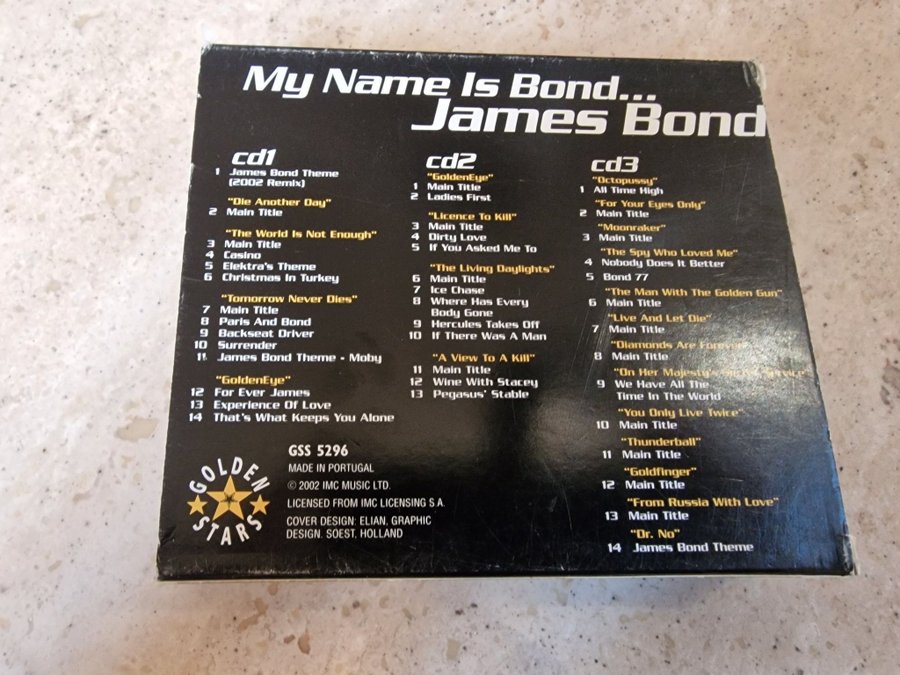 My Name Is Bond...
James Bond
cd1
1 James Bond Theme
(2002 Remix)
"Die Another Day"
2 Main Title
"The World Is Not Enough"
3 Main Title
4 Casino
5 Elektra's Theme
6 Christmas In Turkey
"Tomorrow Never Dies"
7 Main Title
8 Paris And Bond
9 Backseat Driver
10 Surrender
11 James Bond Theme - Moby
"GoldenEye"
12 For Ever James
13 Experience Of Love
14 That's What Keeps You Alone
cd2
"GoldenEye"
1 Main Title
2 Ladies First
"Licence To Kill"
3 Main Title
4 Dirty Love
5 If You Asked Me To
"The Living Daylights"
6 Main Title
7 Ice Chase
8 Where Has Every
Body Gone
9 Hercules Takes Off
10 If There Was A Man
"A View To A Kill"
11 Main Title
12 Wine With Stacey
13 Pegasus' Stable
cd3
"Octopussy"
1 All Time High
"For Your Eyes Only"
2 Main Title
"Moonraker"
3 Main Title
"The Spy Who Loved Me"
4 Nobody Does It Better
5 Bond 77
"The Man With The Golden Gun"
6 Main Title
"Live And Let Die"
7 Main Title
"Diamonds Are Forever"
8 Main Title
"On Her Majesty's Secret Service"
9 We Have All The
Time In The World
"You Only Live Twice"
10 Main Title
"Thunderball"
11 Main Title
"Goldfinger"
12 Main Title
"From Russia With Love"
13 Main Title
"Dr. No"
14 James Bond Theme
GOLDEN
STARS
GSS 5296
MADE IN PORTUGAL
© 2002 IMC MUSIC LTD.
LICENSED FROM IMC LICENSING S.A.
COVER DESIGN: ELIAN, GRAPHIC
DESIGN. SOEST, HOLLAND